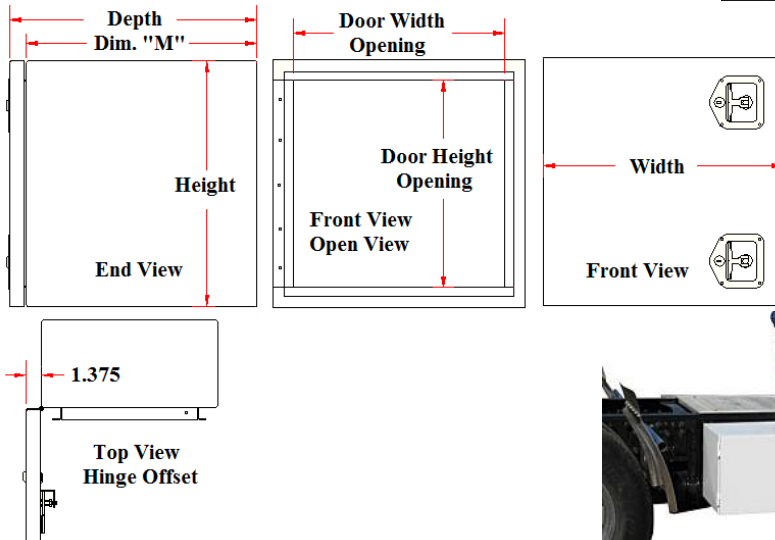 Depth
Dim. "M"
Door Width
Opening
Height
Door Height
Opening
Width
Front View
Open View
End View
Front View
1.375
Top View
Hinge Offset